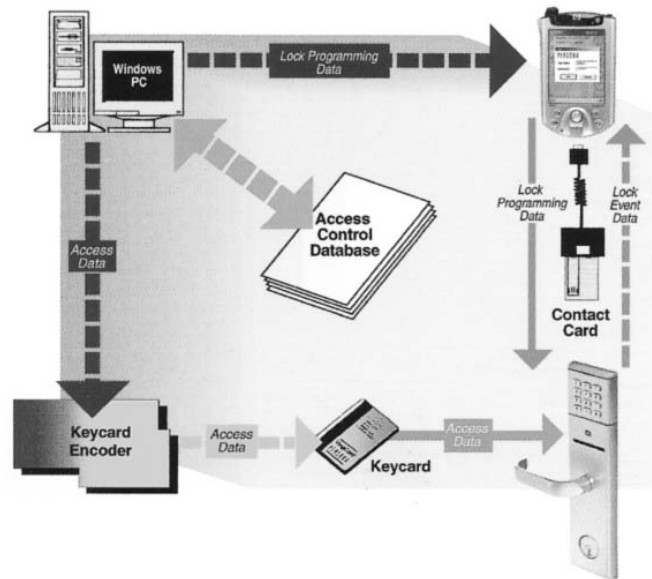 Windows
PC
Lock Programming
Data
Access
Control
Database
Lock
Programming
Data
Lock
Event
Data
Access
Data
Contact
Card
Keycard
Encoder
Access
Data
Keycard
Access
Data